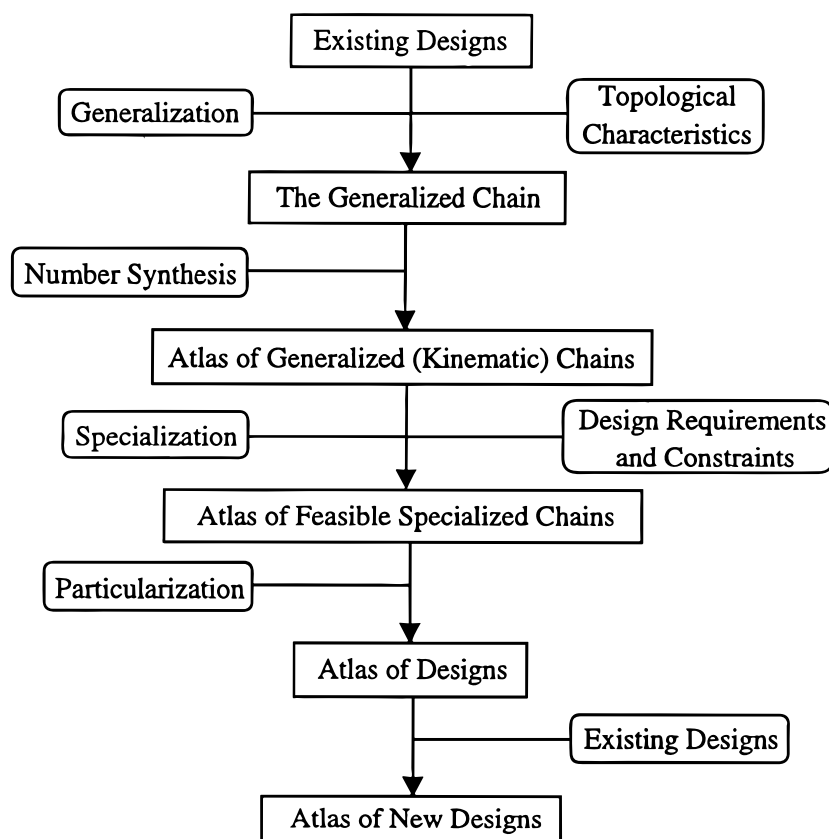 Existing Designs
Generalization
Topological
Characteristics
The Generalized Chain
Number Synthesis
Atlas of Generalized (Kinematic) Chains
Specialization
Design Requirements
and Constraints
Atlas of Feasible Specialized Chains
Particularization
Atlas of Designs
Existing Designs
Atlas of New Designs